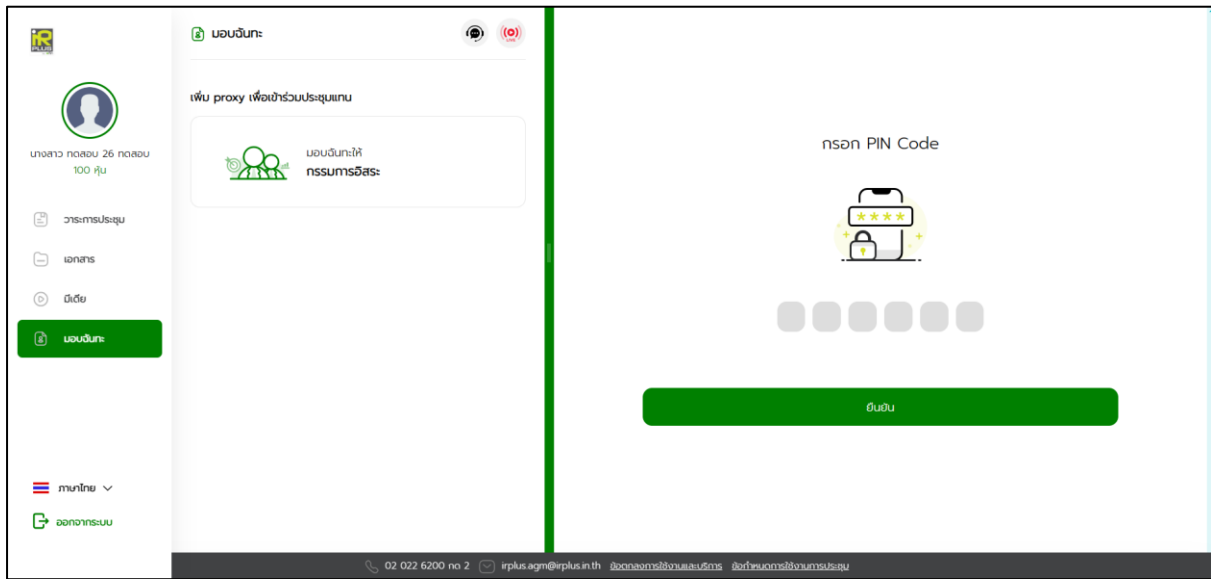 iR
PLUS
นางสาว ทดสอบ 26 ทดสอบ
100 หุ้น
วาระการประชุม
เอกสาร
มีเดีย
มอบฉันทะ
ภาษาไทย
ออกจากระบบ
มอบฉันทะ
LIVE
เพิ่ม proxy เพื่อเข้าร่วมประชุมแทน
มอบฉันทะให้
กรรมการอิสระ
กรอก PIN Code
****
ยืนยัน
02 022 6200 กด 2 irplus.agm@irplus.in.th ข้อตกลงการใช้งานและบริการ ข้อกำหนดการใช้งานการประชุม